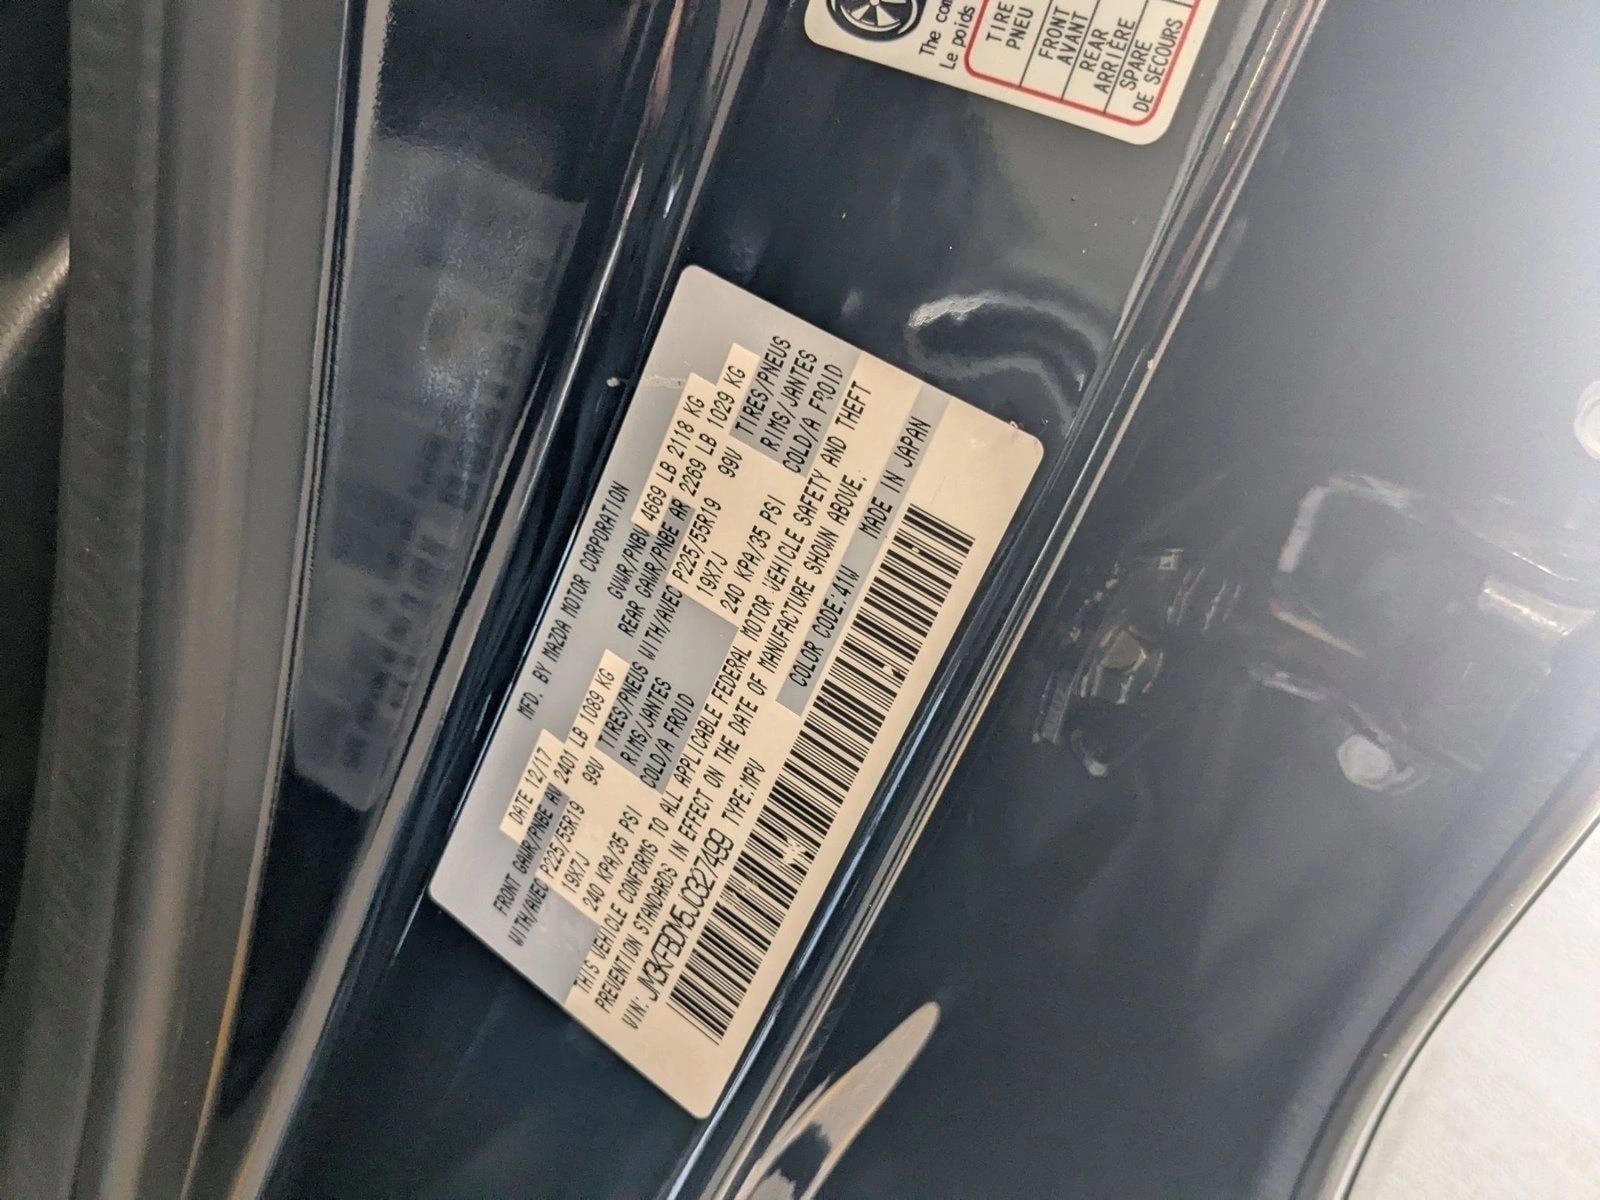 MFD. BY MAZDA MOTOR CORPORATION
DATE 12/17 GVWR/PNBV 4669 LB 2118 KG
FRONT GAWR/PNBE AV 2401 LB 1089 KG REAR GAWR/PNBE AR 2269 LB 1029 KG
WITH/AVEC P225/55R19 99V TIRES/PNEUS WITH/AVEC P225/55R19 99V TIRES/PNEUS
19X7J RIMS/JANTES 19X7J RIMS/JANTES
240 KPA/35 PSI COLD/A FROID 240 KPA/35 PSI COLD/A FROID
THIS VEHICLE CONFORMS TO ALL APPLICABLE FEDERAL MOTOR VEHICLE SAFETY AND THEFT
PREVENTION STANDARDS IN EFFECT ON THE DATE OF MANUFACTURE SHOWN ABOVE.
VIN: JM3KFBDM5J0327499 TYPE:MPV COLOR CODE:41W MADE IN JAPAN
The
Le poids
TIRE
PNEU
FRONT
AVANT
REAR
ARRIÈRE
SPARE
DE SECOURS